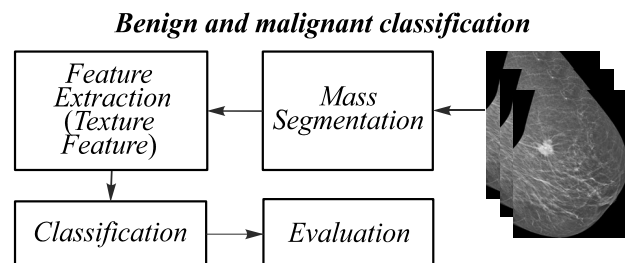 Benign and malignant classification
Feature
Extraction
(Texture
Feature)
Mass
Segmentation
Classification
Evaluation